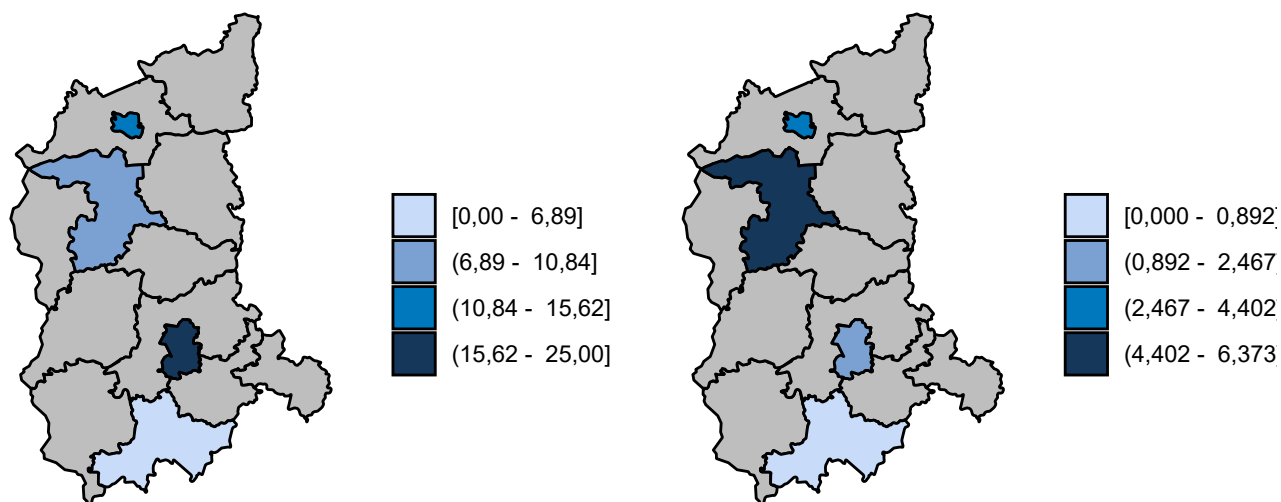 [0,00 - 6,89]
(6,89 - 10,84]
(10,84 - 15,62]
(15,62 - 25,00]
[0,000 - 0,892]
(0,892 - 2,467]
(2,467 - 4,402]
(4,402 - 6,373]